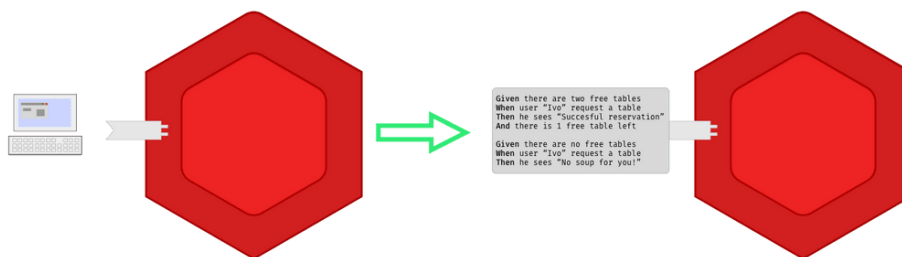 Given there are two free tables
When user “Ivo” request a table
Then he sees “Succesful reservation”
And there is 1 free table left
Given there are no free tables
When user “Ivo” request a table
Then he sees “No soup for you!”